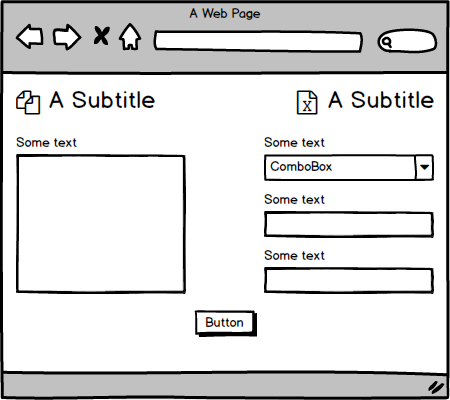 A Web Page
A Subtitle
Some text
X A Subtitle
Some text
ComboBox
Some text
Some text
Button